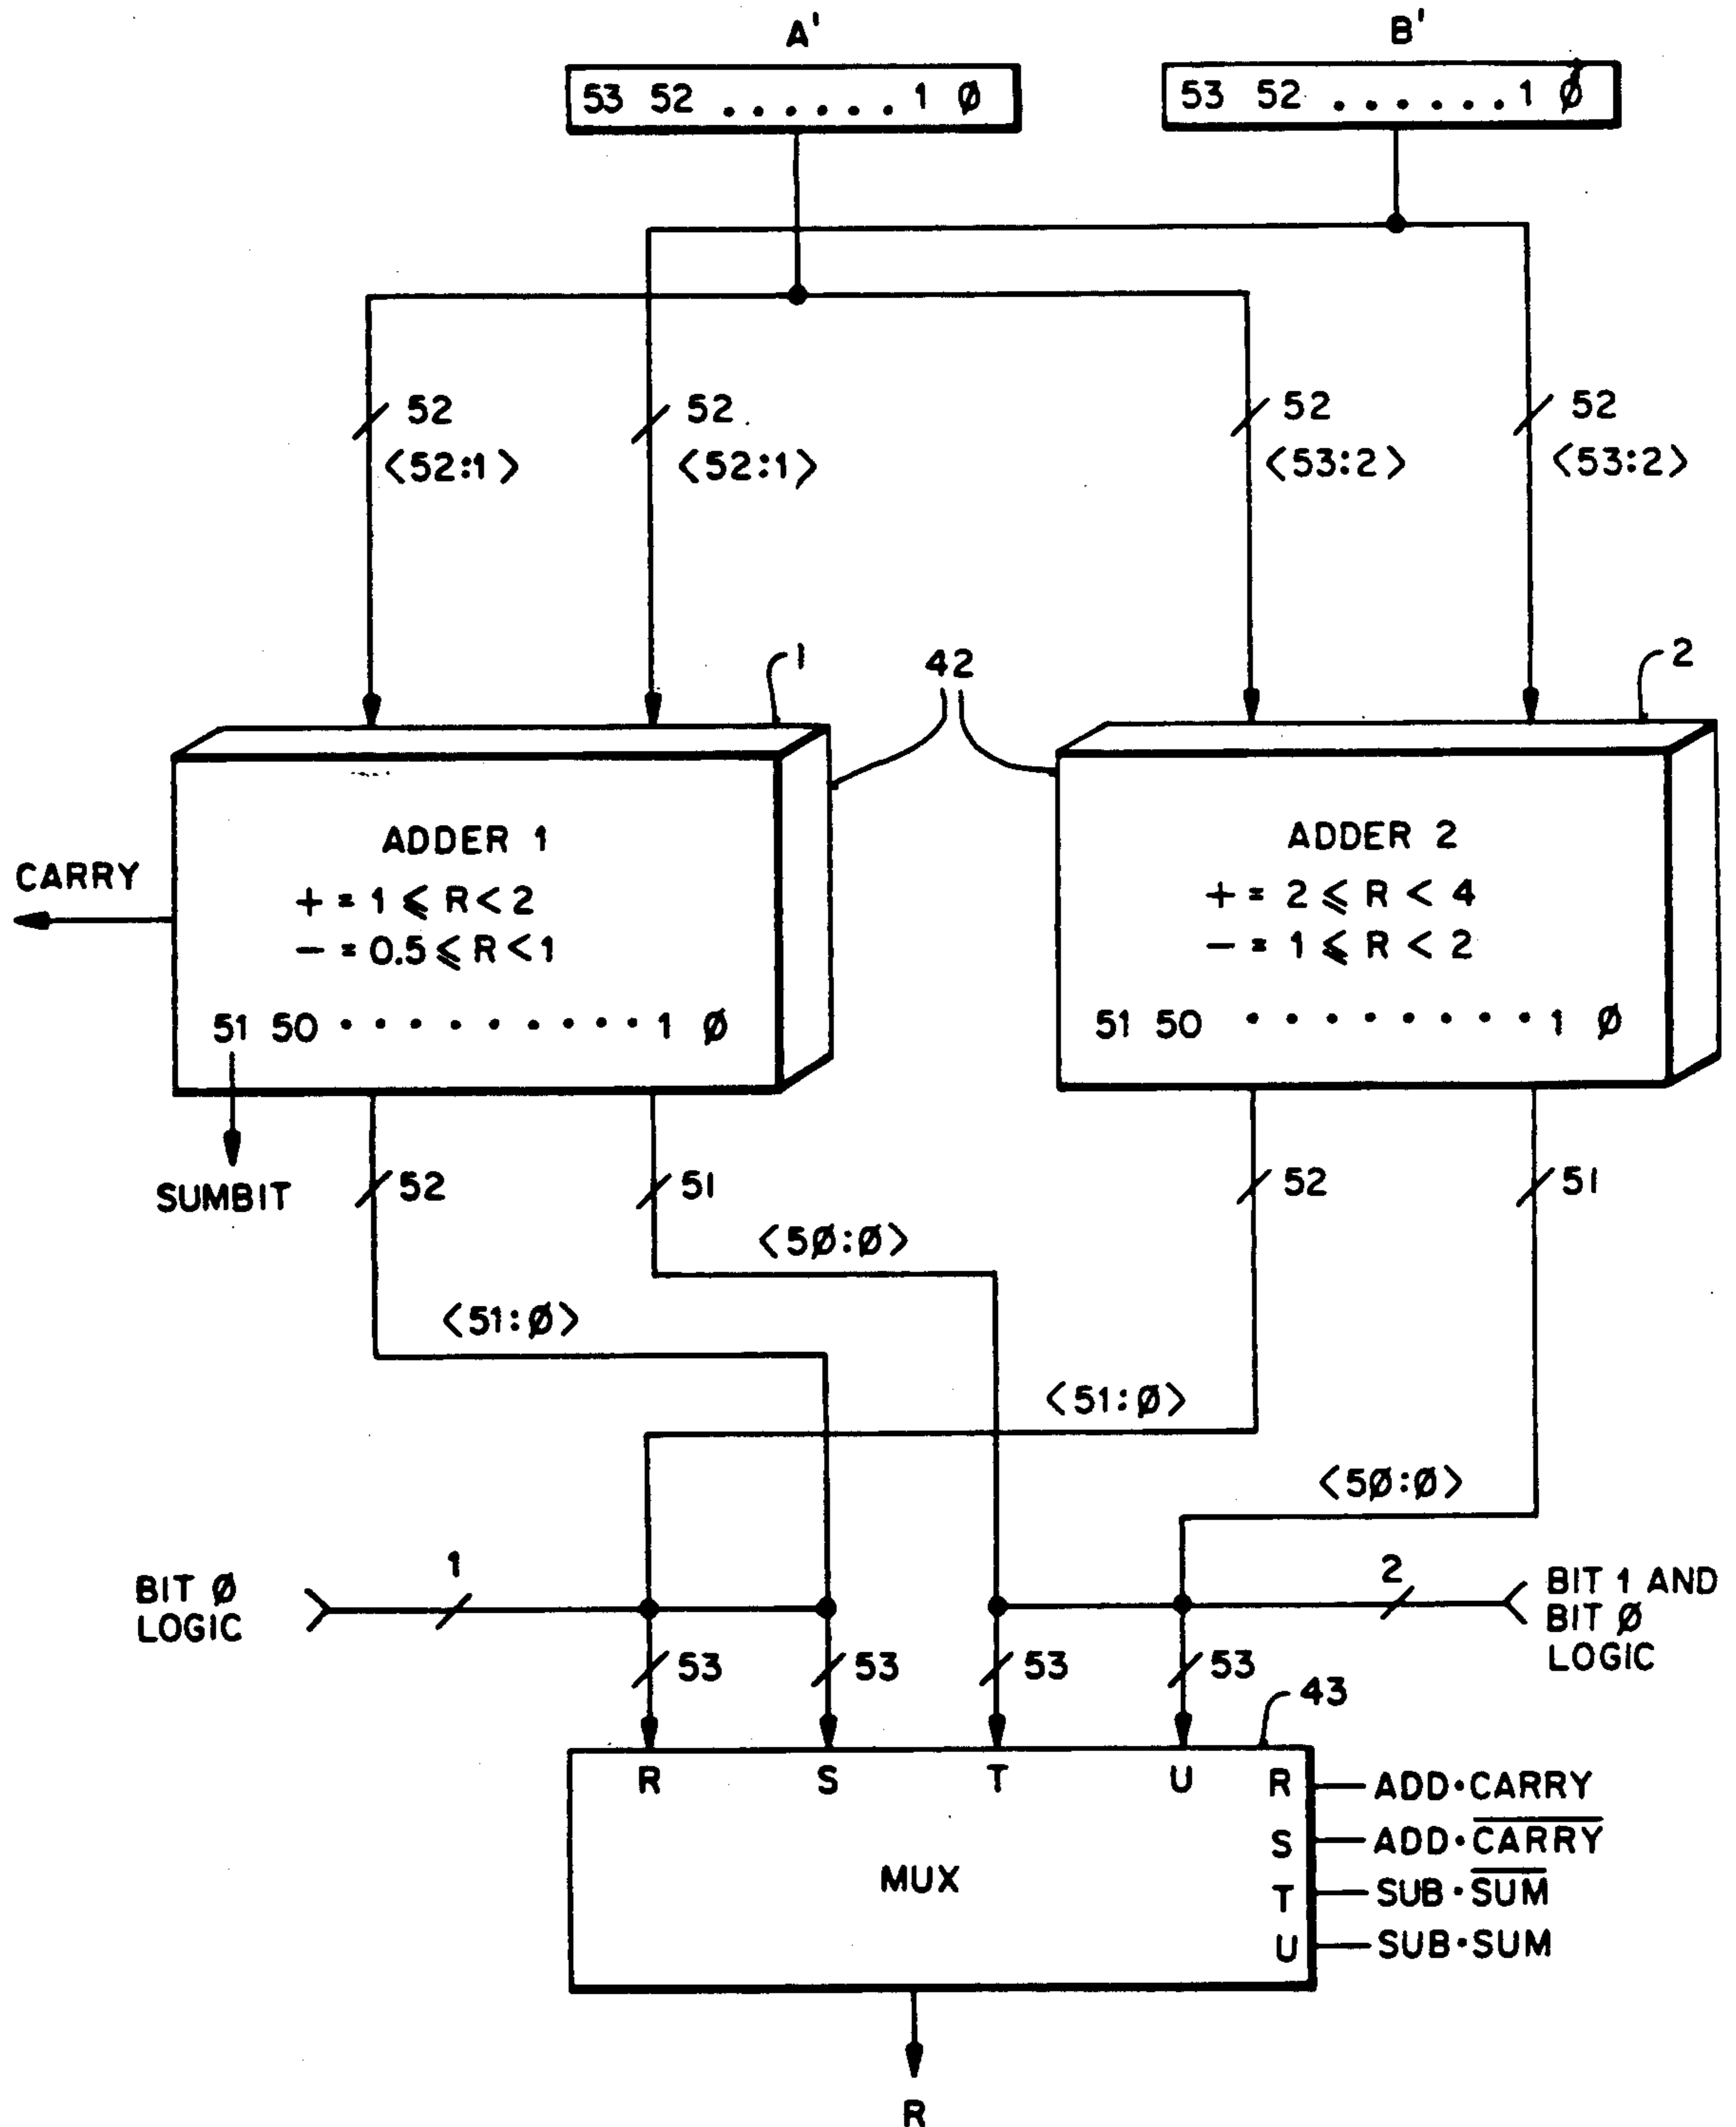 A' B'
53 52 ...... 1 Ø 53 52 ...... 1 Ø
52 52 52 52
<52:1> <52:1> <53:2> <53:2>
1 42 2
ADDER 1
+ = 1 ⩽ R < 2
− = 0.5 ⩽ R < 1
51 50 .......... 1 Ø
CARRY
SUMBIT
ADDER 2
+ = 2 ⩽ R < 4
− = 1 ⩽ R < 2
51 50 ........ 1 Ø
52 51 52 51
<5Ø:Ø>
<51:Ø>
<51:Ø>
<5Ø:Ø>
BIT Ø
LOGIC
1
2
BIT 1 AND
BIT Ø
LOGIC
53 53 53 53
43
R S T U
R ADD•CARRY
S ADD•C̅A̅R̅R̅Y̅
T SUB•S̅U̅M̅
U SUB•SUM
MUX
R